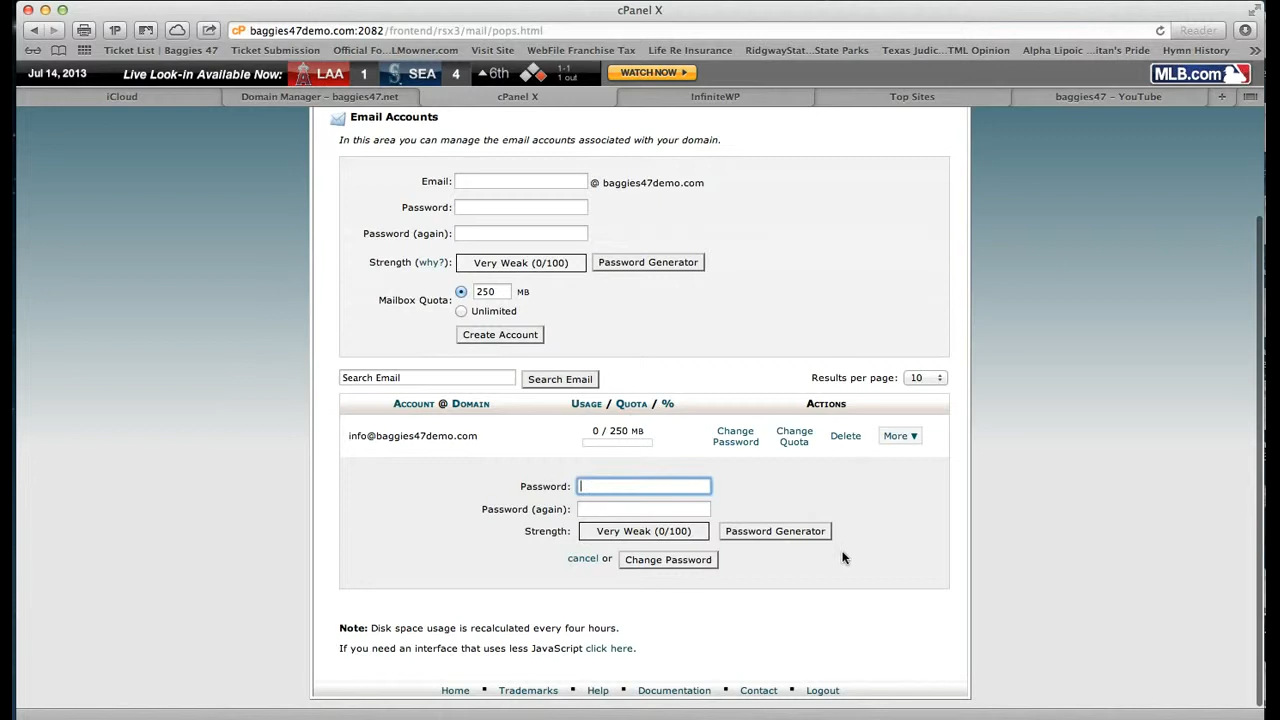 cPanel X
baggies47demo.com:2082/frontend/rsx3/mail/pops.html
Reader
Ticket List | Baggies 47 Ticket Submission Official Fo...LMowner.com Visit Site WebFile Franchise Tax Life Re Insurance RidgwayStat...State Parks Texas Judic...TML Opinion Alpha Lipoic ...itan's Pride Hymn History
Jul 14, 2013 Live Look-in Available Now: LAA 1 SEA 4 6th 1-1 1 out WATCH NOW MLB.com
iCloud Domain Manager – baggies47.net cPanel X InfiniteWP Top Sites baggies47 – YouTube
Email Accounts
In this area you can manage the email accounts associated with your domain.
Email: @ baggies47demo.com
Password:
Password (again):
Strength (why?): Very Weak (0/100) Password Generator
Mailbox Quota: 250 MB
Unlimited
Create Account
Search Email Search Email Results per page: 10
Account @ Domain Usage / Quota / % Actions
info@baggies47demo.com 0 / 250 MB Change Password Change Quota Delete More ▼
Password:
Password (again):
Strength: Very Weak (0/100) Password Generator
cancel or Change Password
Note: Disk space usage is recalculated every four hours.
If you need an interface that uses less JavaScript click here.
Home ▪ Trademarks ▪ Help ▪ Documentation ▪ Contact ▪ Logout